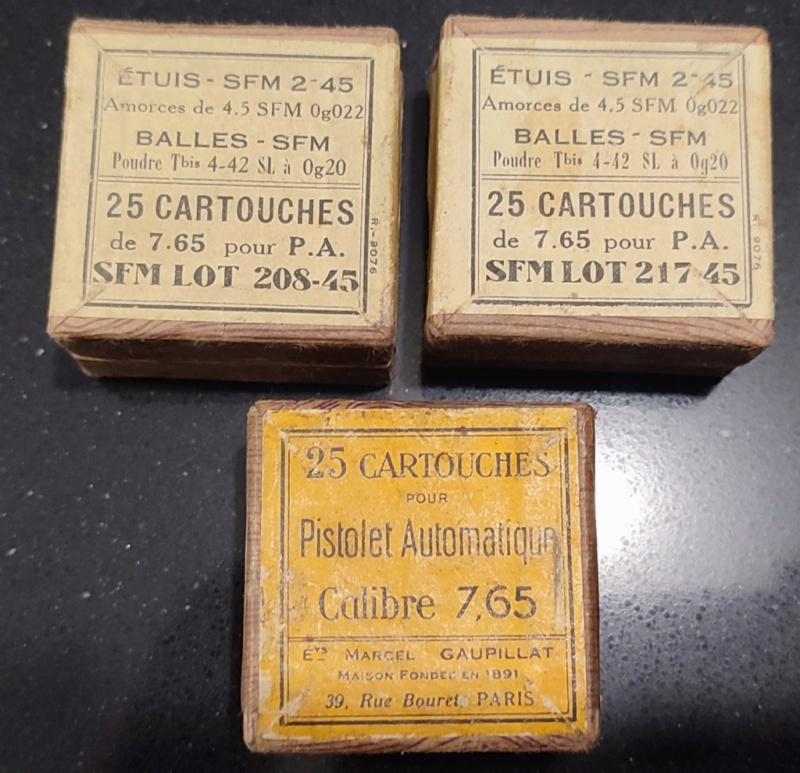 ÉTUIS - SFM 2-45
Amorces de 4.5 SFM 0g022
BALLES - SFM
Poudre Tbis 4-42 SL à 0g20
25 CARTOUCHES
de 7.65 pour P.A.
SFM LOT 208-45
R.-9076
ÉTUIS - SFM 2-45
Amorces de 4.5 SFM 0g022
BALLES - SFM
Poudre Tbis 4-42 SL à 0g20
25 CARTOUCHES
de 7.65 pour P.A.
SFM LOT 217-45
R. 9076
25 CARTOUCHES
POUR
Pistolet Automatique
Calibre 7,65
Éts MARCEL GAUPILLAT
MAISON FONDÉE EN 1891
39, Rue Bouret, PARIS